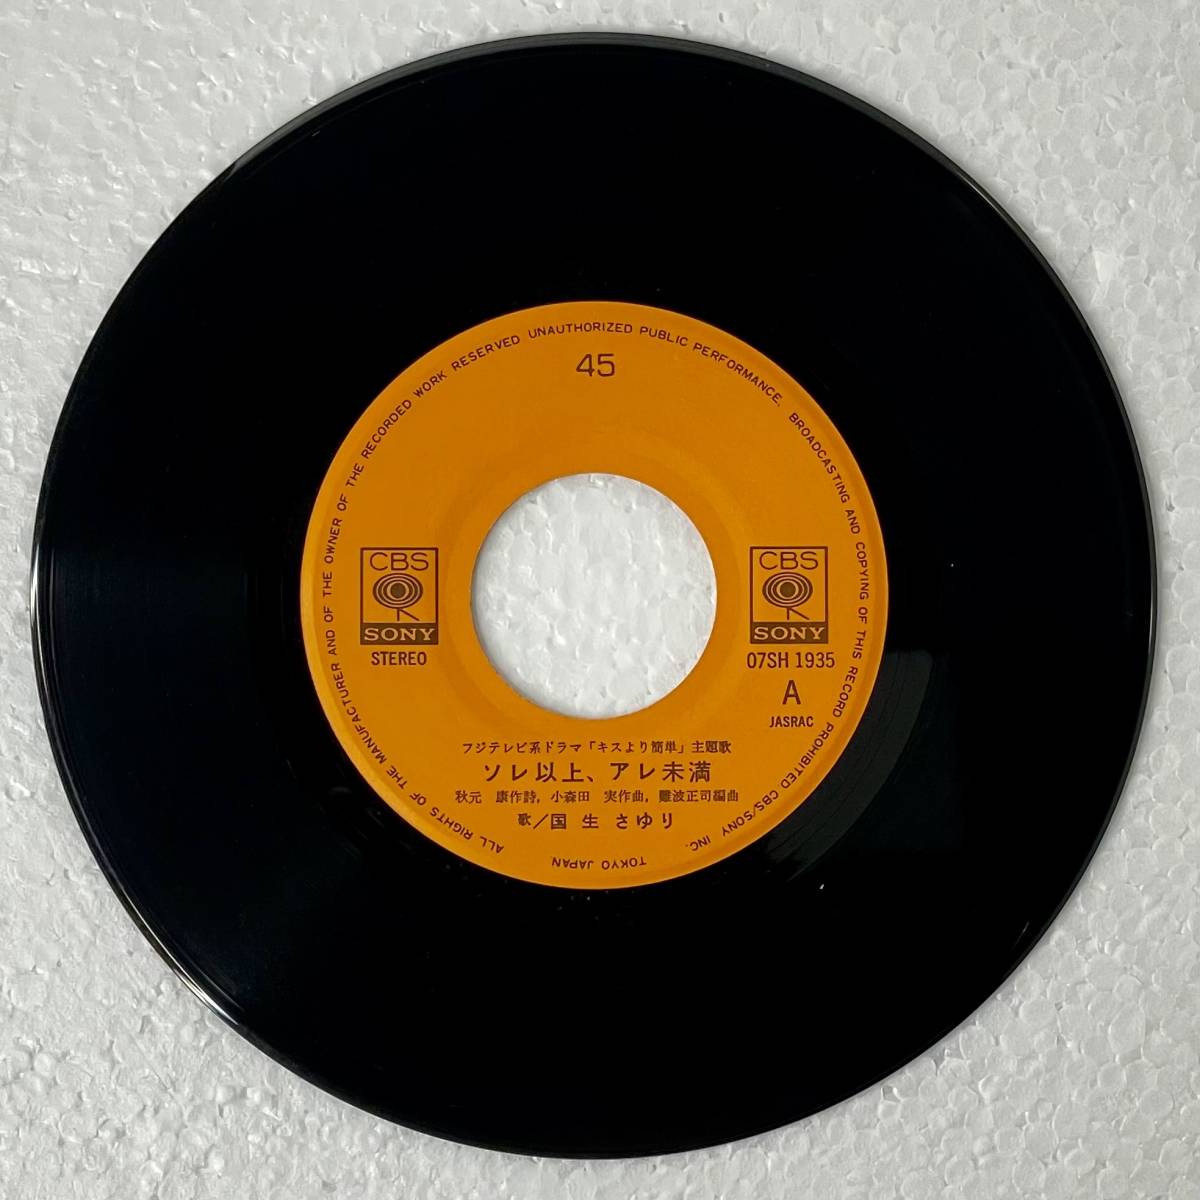 ALL RIGHTS OF THE MANUFACTURER AND OF THE OWNER OF THE RECORDED WORK RESERVED UNAUTHORIZED PUBLIC PERFORMANCE, BROADCASTING AND COPYING OF THIS RECORD PROHIBITED CBS/SONY INC.
TOKYO JAPAN
45
CBS
SONY
STEREO
CBS
SONY
07SH 1935
A
JASRAC
フジテレビ系ドラマ「キスより簡単」主題歌
ソレ以上、アレ未満
秋元 康作詩, 小森田 実作曲, 難波正司編曲
歌/国生さゆり